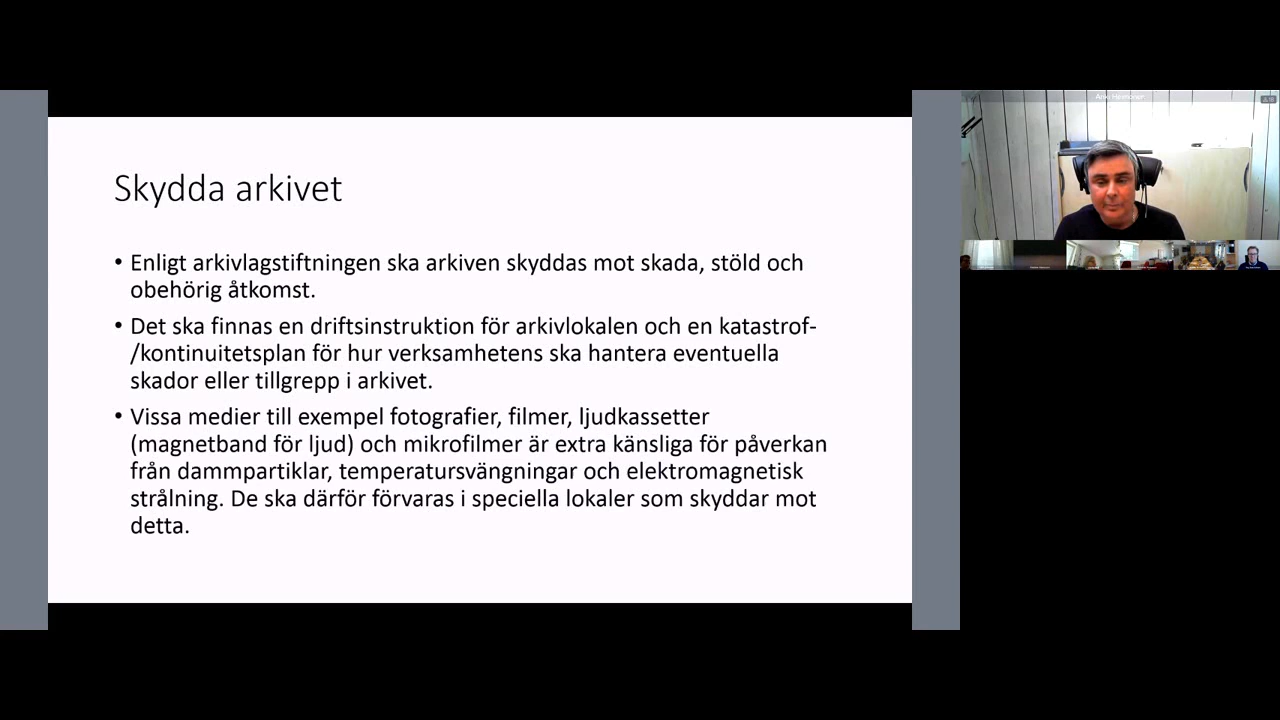 Skydda arkivet
• Enligt arkivlagstiftningen ska arkiven skyddas mot skada, stöld och
obehörig åtkomst.
• Det ska finnas en driftsinstruktion för arkivlokalen och en katastrof-
/kontinuitetsplan för hur verksamhetens ska hantera eventuella
skador eller tillgrepp i arkivet.
• Vissa medier till exempel fotografier, filmer, ljudkassetter
(magnetband för ljud) och mikrofilmer är extra känsliga för påverkan
från dammpartiklar, temperatursvängningar och elektromagnetisk
strålning. De ska därför förvaras i speciella lokaler som skyddar mot
detta.